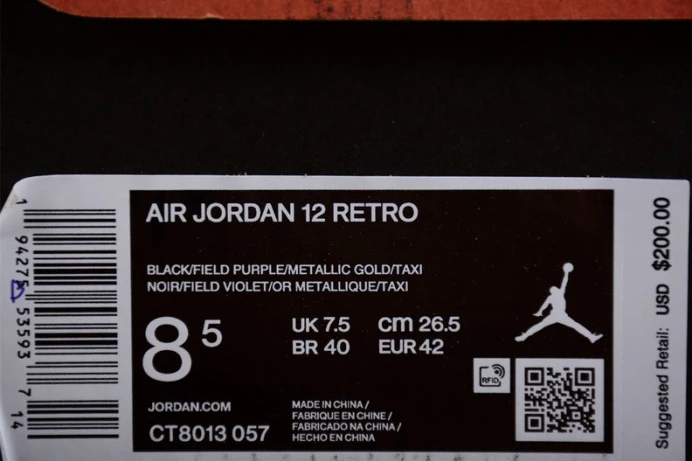 AIR JORDAN 12 RETRO
BLACK/FIELD PURPLE/METALLIC GOLD/TAXI
NOIR/FIELD VIOLET/OR METALLIQUE/TAXI
8 5
UK 7.5 cm 26.5
BR 40 EUR 42
RFID
JORDAN.COM
CT8013 057
MADE IN CHINA /
FABRIQUE EN CHINE /
FABRICADO NA CHINA /
HECHO EN CHINA
Suggested Retail: USD $200.00
1 94275 53593 7 14